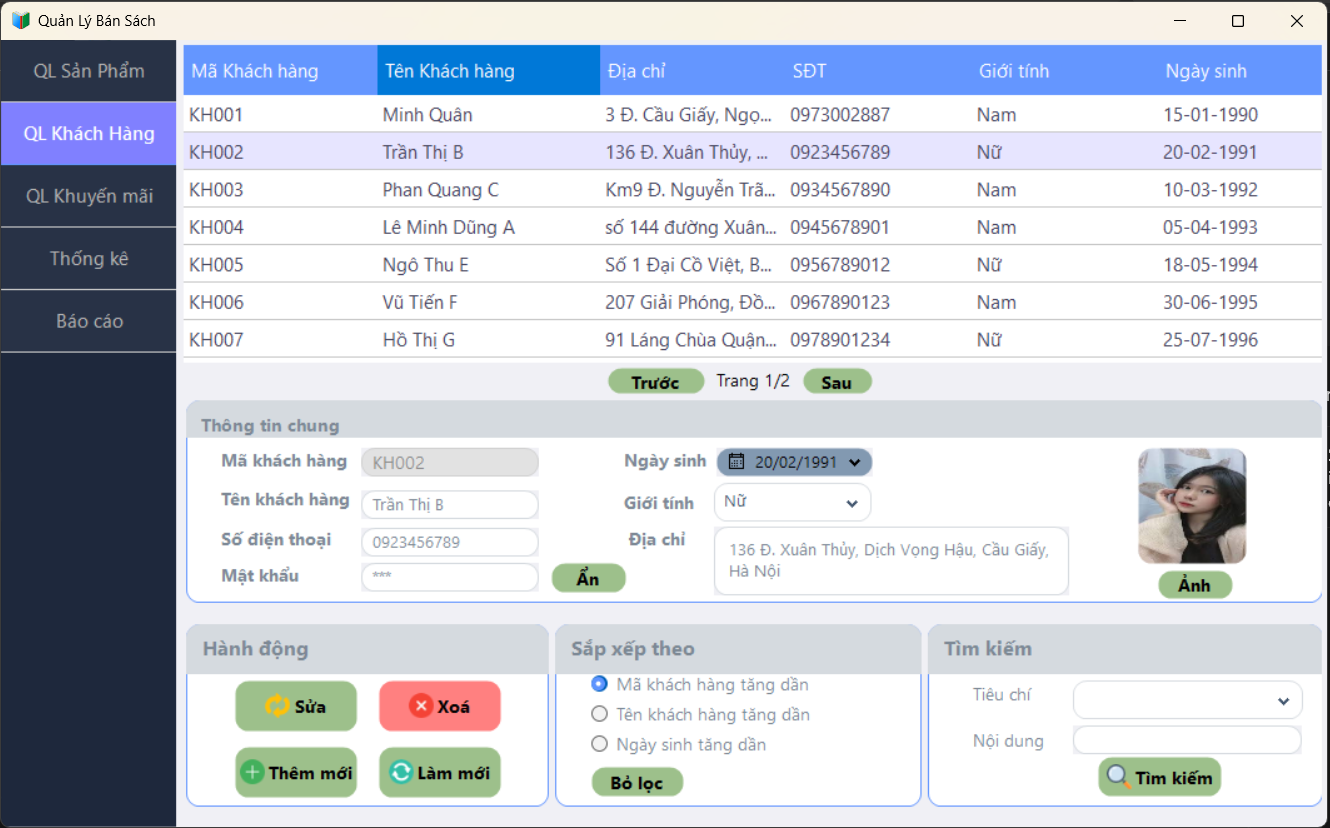 Quản Lý Bán Sách
QL Sản Phẩm
QL Khách Hàng
QL Khuyến mãi
Thống kê
Báo cáo
Mã Khách hàng Tên Khách hàng Địa chỉ SĐT Giới tính Ngày sinh
KH001 Minh Quân 3 Đ. Cầu Giấy, Ngọ... 0973002887 Nam 15-01-1990
KH002 Trần Thị B 136 Đ. Xuân Thủy, ... 0923456789 Nữ 20-02-1991
KH003 Phan Quang C Km9 Đ. Nguyễn Trã... 0934567890 Nam 10-03-1992
KH004 Lê Minh Dũng A số 144 đường Xuân... 0945678901 Nam 05-04-1993
KH005 Ngô Thu E Số 1 Đại Cồ Việt, B... 0956789012 Nữ 18-05-1994
KH006 Vũ Tiến F 207 Giải Phóng, Đồ... 0967890123 Nam 30-06-1995
KH007 Hồ Thị G 91 Láng Chùa Quận... 0978901234 Nữ 25-07-1996
Trước Trang 1/2 Sau
Thông tin chung
Mã khách hàng KH002 Ngày sinh 20/02/1991
Tên khách hàng Trần Thị B Giới tính Nữ
Số điện thoại 0923456789 Địa chỉ 136 Đ. Xuân Thủy, Dịch Vọng Hậu, Cầu Giấy,
Hà Nội
Mật khẩu *** Ẩn Ảnh
Hành động
Sửa Xoá
Thêm mới Làm mới
Sắp xếp theo
Mã khách hàng tăng dần
Tên khách hàng tăng dần
Ngày sinh tăng dần
Bỏ lọc
Tìm kiếm
Tiêu chí
Nội dung
Tìm kiếm